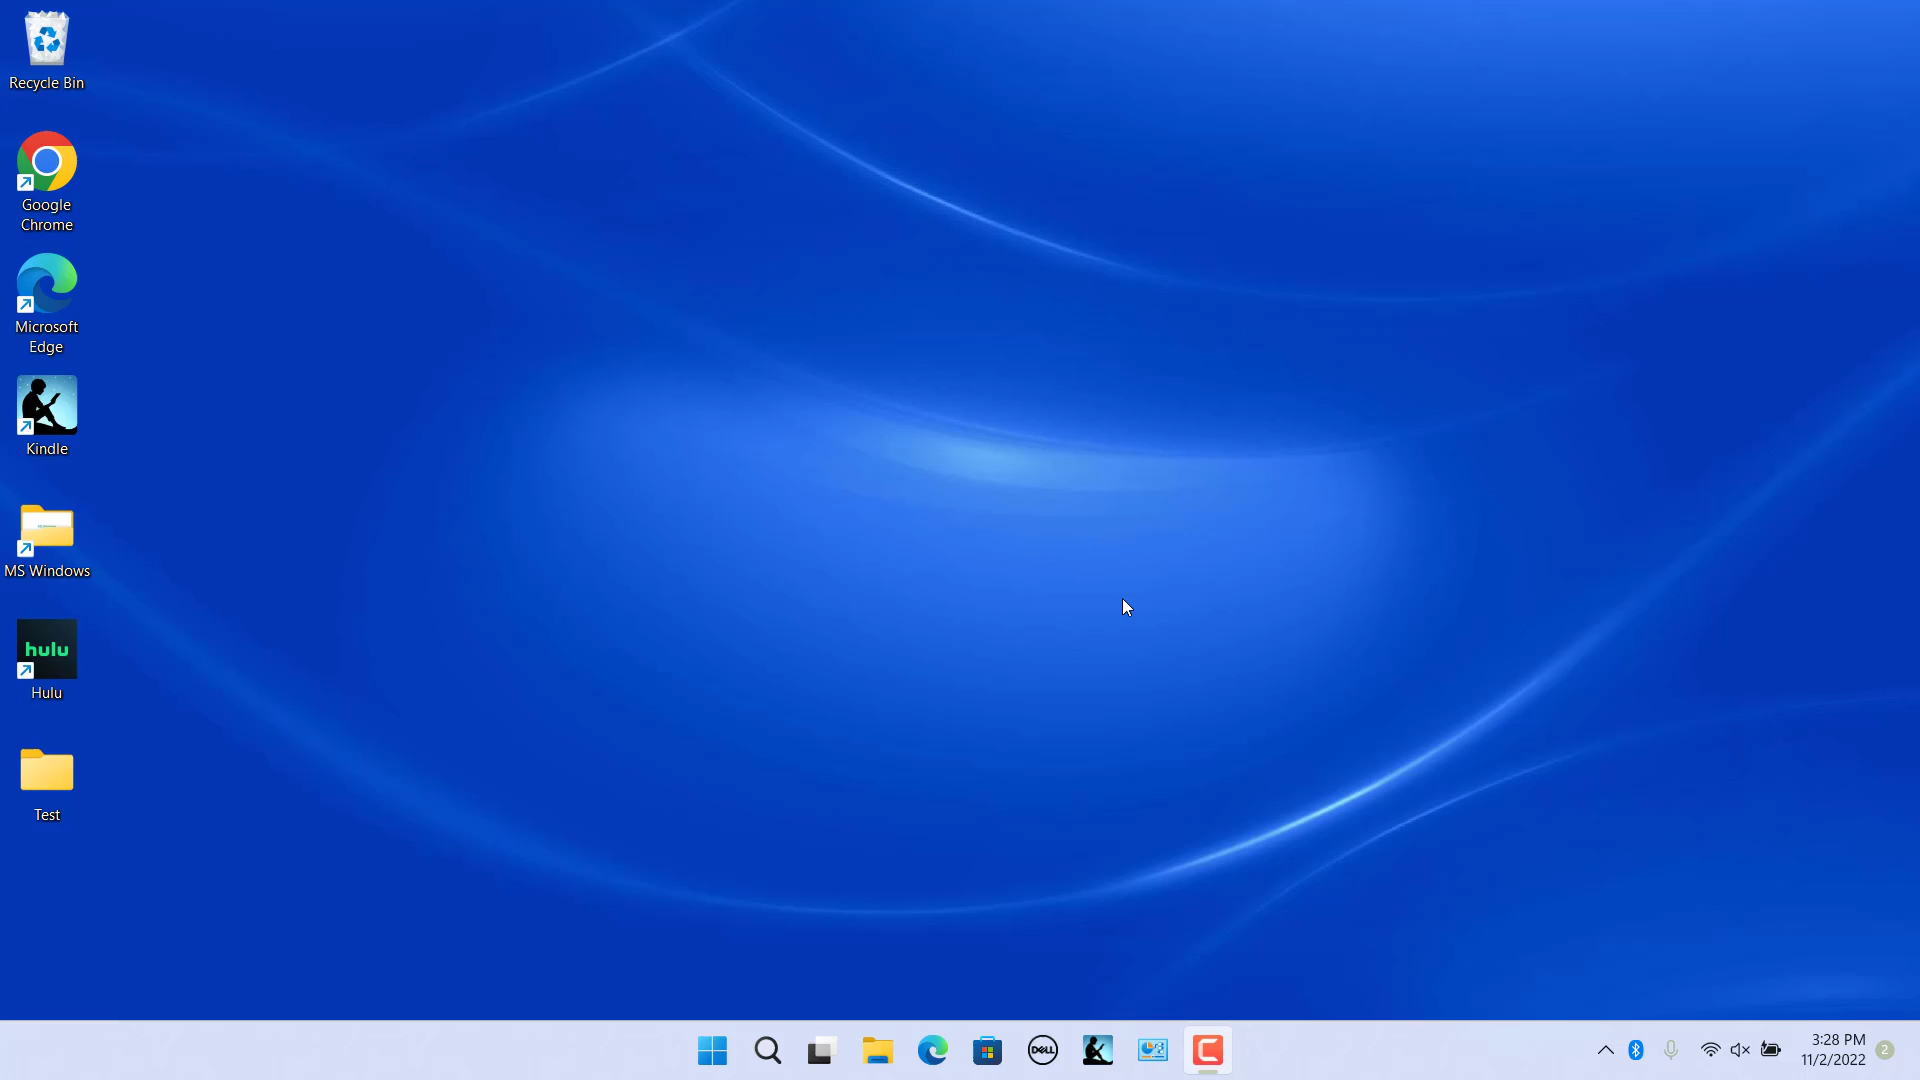 Recycle Bin
Google
Chrome
Microsoft
Edge
Kindle
MS Windows
hulu
Hulu
Test
DELL
3:28 PM
11/2/2022
2